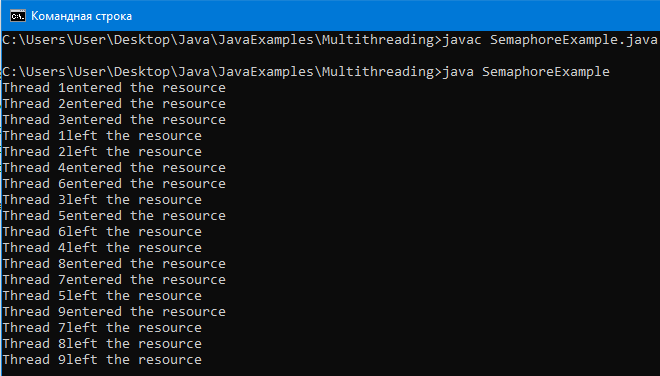 Командная строка
C:\Users\User\Desktop\Java\JavaExamples\Multithreading>javac SemaphoreExample.java
C:\Users\User\Desktop\Java\JavaExamples\Multithreading>java SemaphoreExample
Thread 1entered the resource
Thread 2entered the resource
Thread 3entered the resource
Thread 1left the resource
Thread 2left the resource
Thread 4entered the resource
Thread 6entered the resource
Thread 3left the resource
Thread 5entered the resource
Thread 6left the resource
Thread 4left the resource
Thread 8entered the resource
Thread 7entered the resource
Thread 5left the resource
Thread 9entered the resource
Thread 7left the resource
Thread 8left the resource
Thread 9left the resource